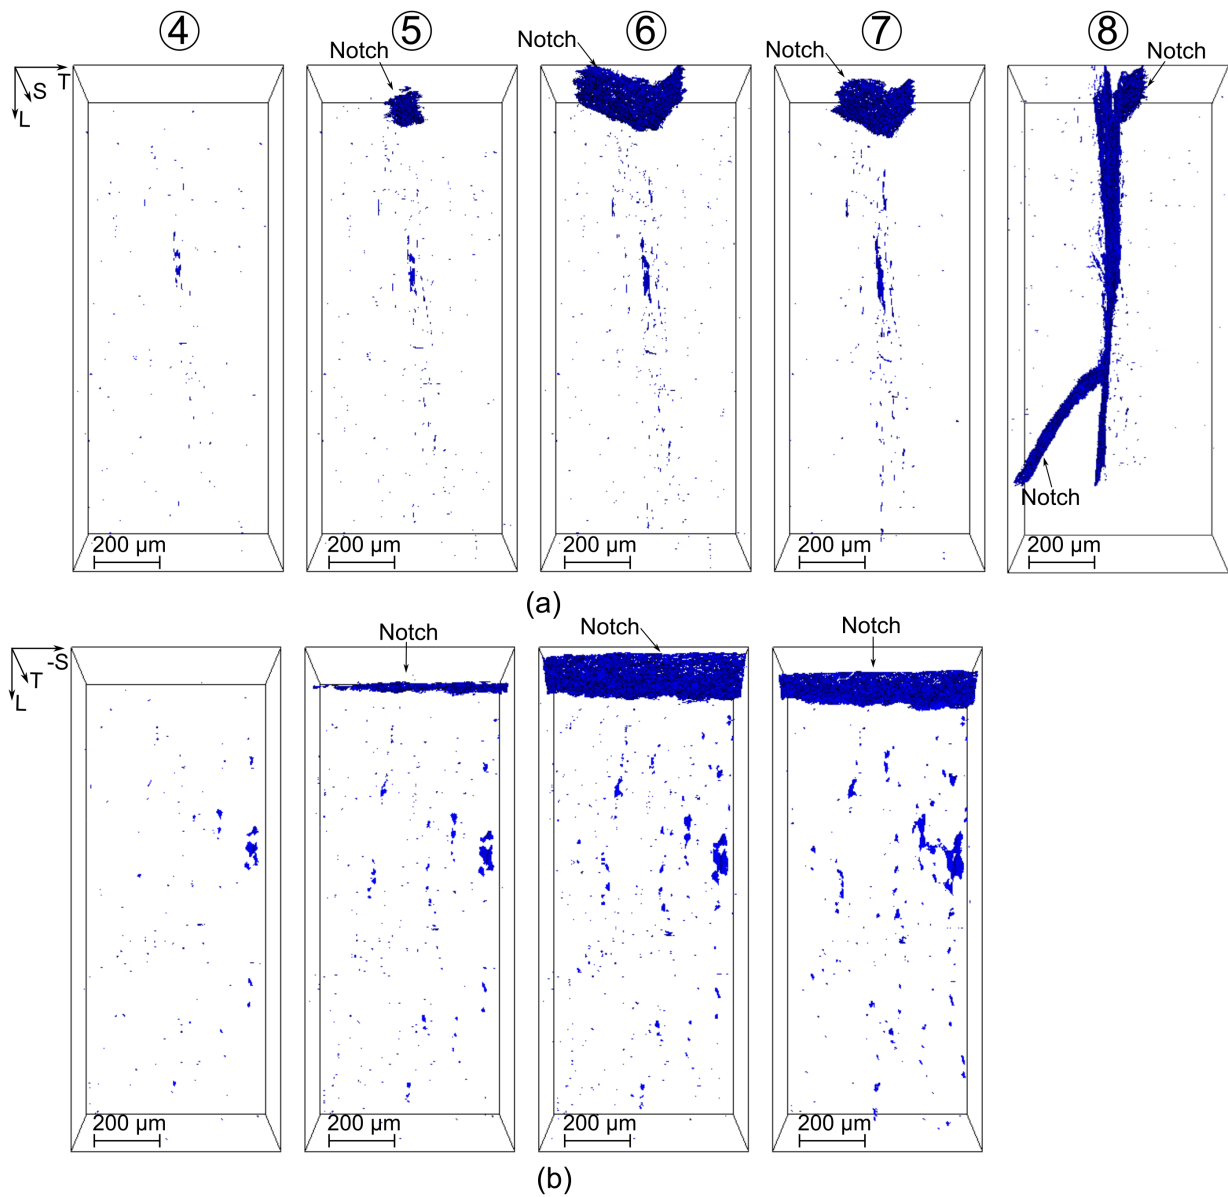 ④ ⑤ ⑥ ⑦ ⑧
Notch Notch Notch Notch
T
S
L
Notch
200 µm 200 µm 200 µm 200 µm 200 µm
(a)
Notch Notch Notch
-S
T
L
200 µm 200 µm 200 µm 200 µm
(b)